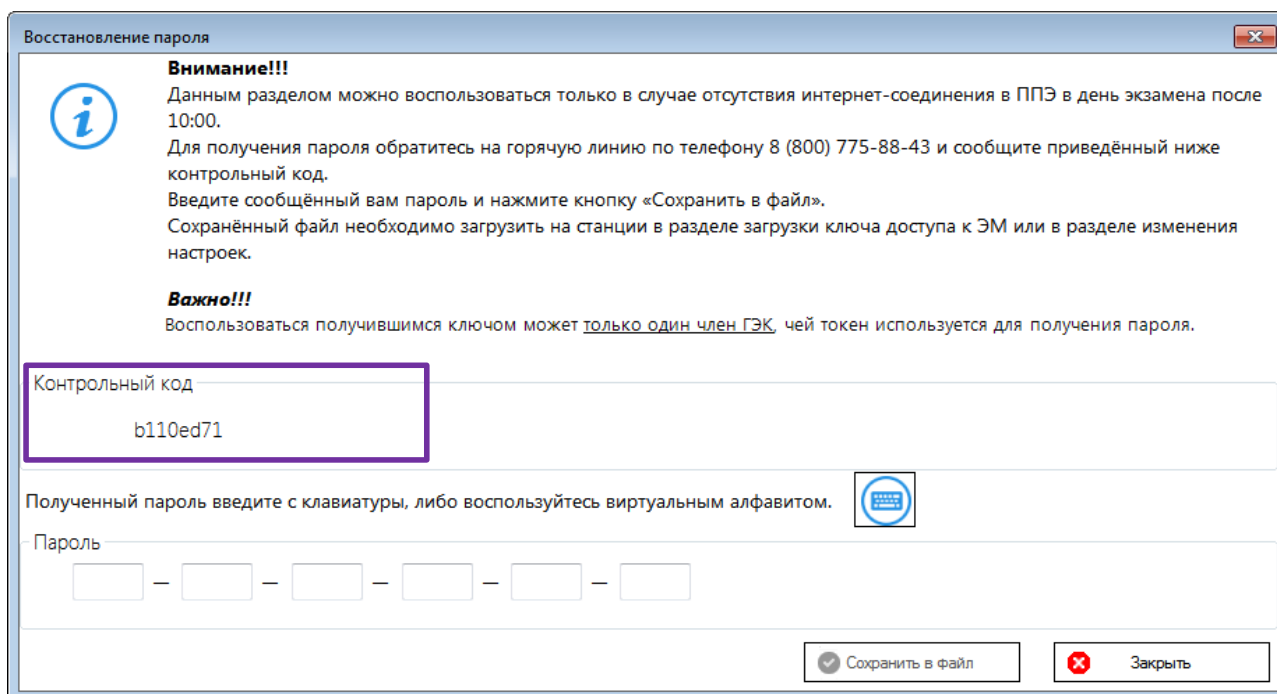 Восстановление пароля
Внимание!!!
Данным разделом можно воспользоваться только в случае отсутствия интернет-соединения в ППЭ в день экзамена после
10:00.
Для получения пароля обратитесь на горячую линию по телефону 8 (800) 775-88-43 и сообщите приведённый ниже
контрольный код.
Введите сообщённый вам пароль и нажмите кнопку «Сохранить в файл».
Сохранённый файл необходимо загрузить на станции в разделе загрузки ключа доступа к ЭМ или в разделе изменения
настроек.
Важно!!!
Воспользоваться получившимся ключом может только один член ГЭК, чей токен используется для получения пароля.
Контрольный код
b110ed71
Полученный пароль введите с клавиатуры, либо воспользуйтесь виртуальным алфавитом.
Пароль
— — — — —
Сохранить в файл Закрыть